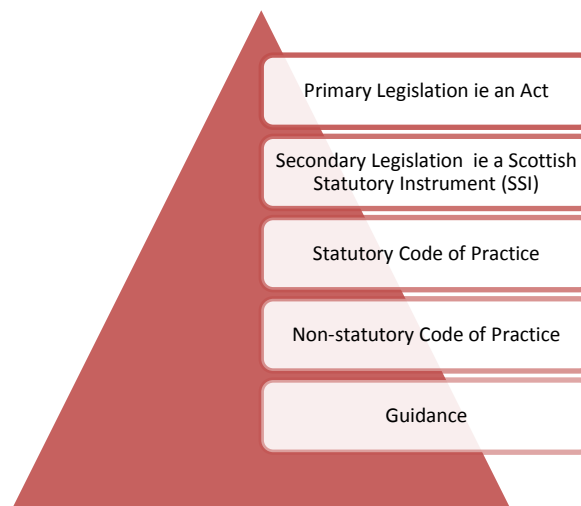 Primary Legislation ie an Act
Secondary Legislation ie a Scottish
Statutory Instrument (SSI)
Statutory Code of Practice
Non-statutory Code of Practice
Guidance